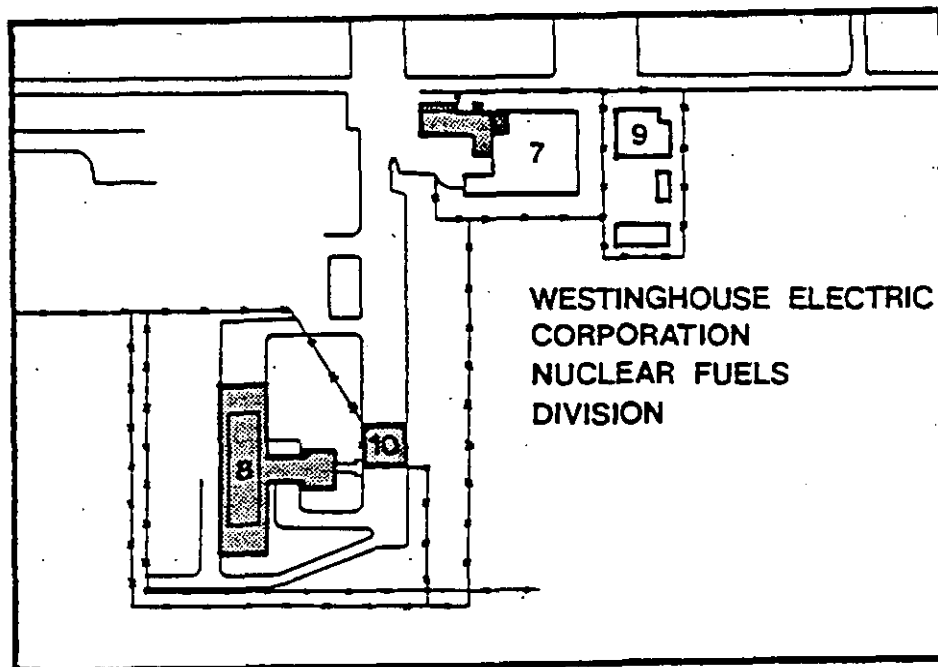 7
9
WESTINGHOUSE ELECTRIC
CORPORATION
NUCLEAR FUELS
DIVISION
10
8